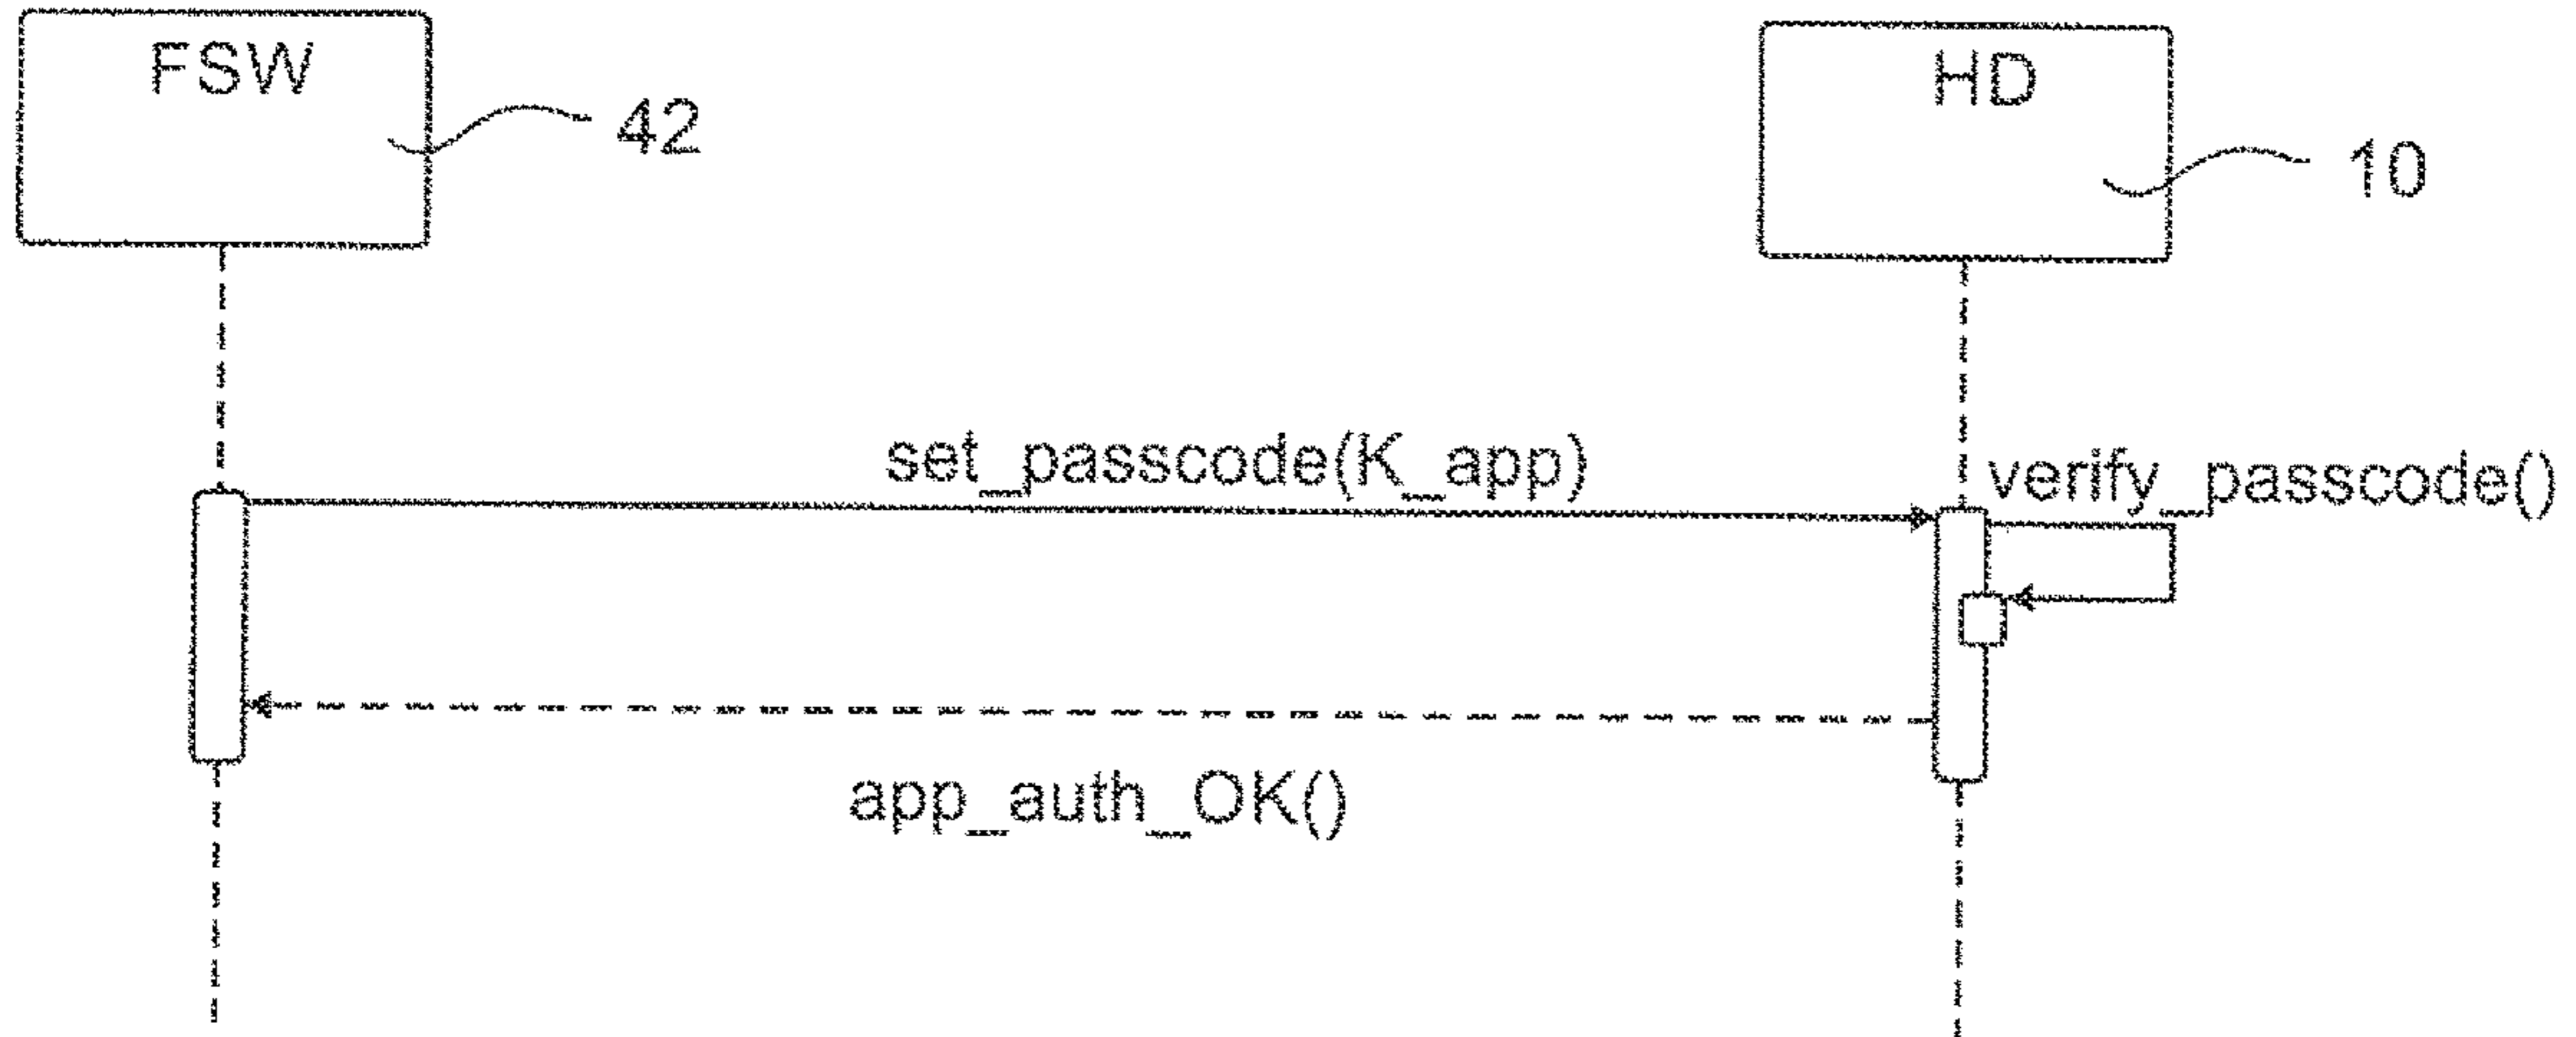 FSW
HD
42
10
set_passcode(K_app)
verify_passcode()
app_auth_OK()